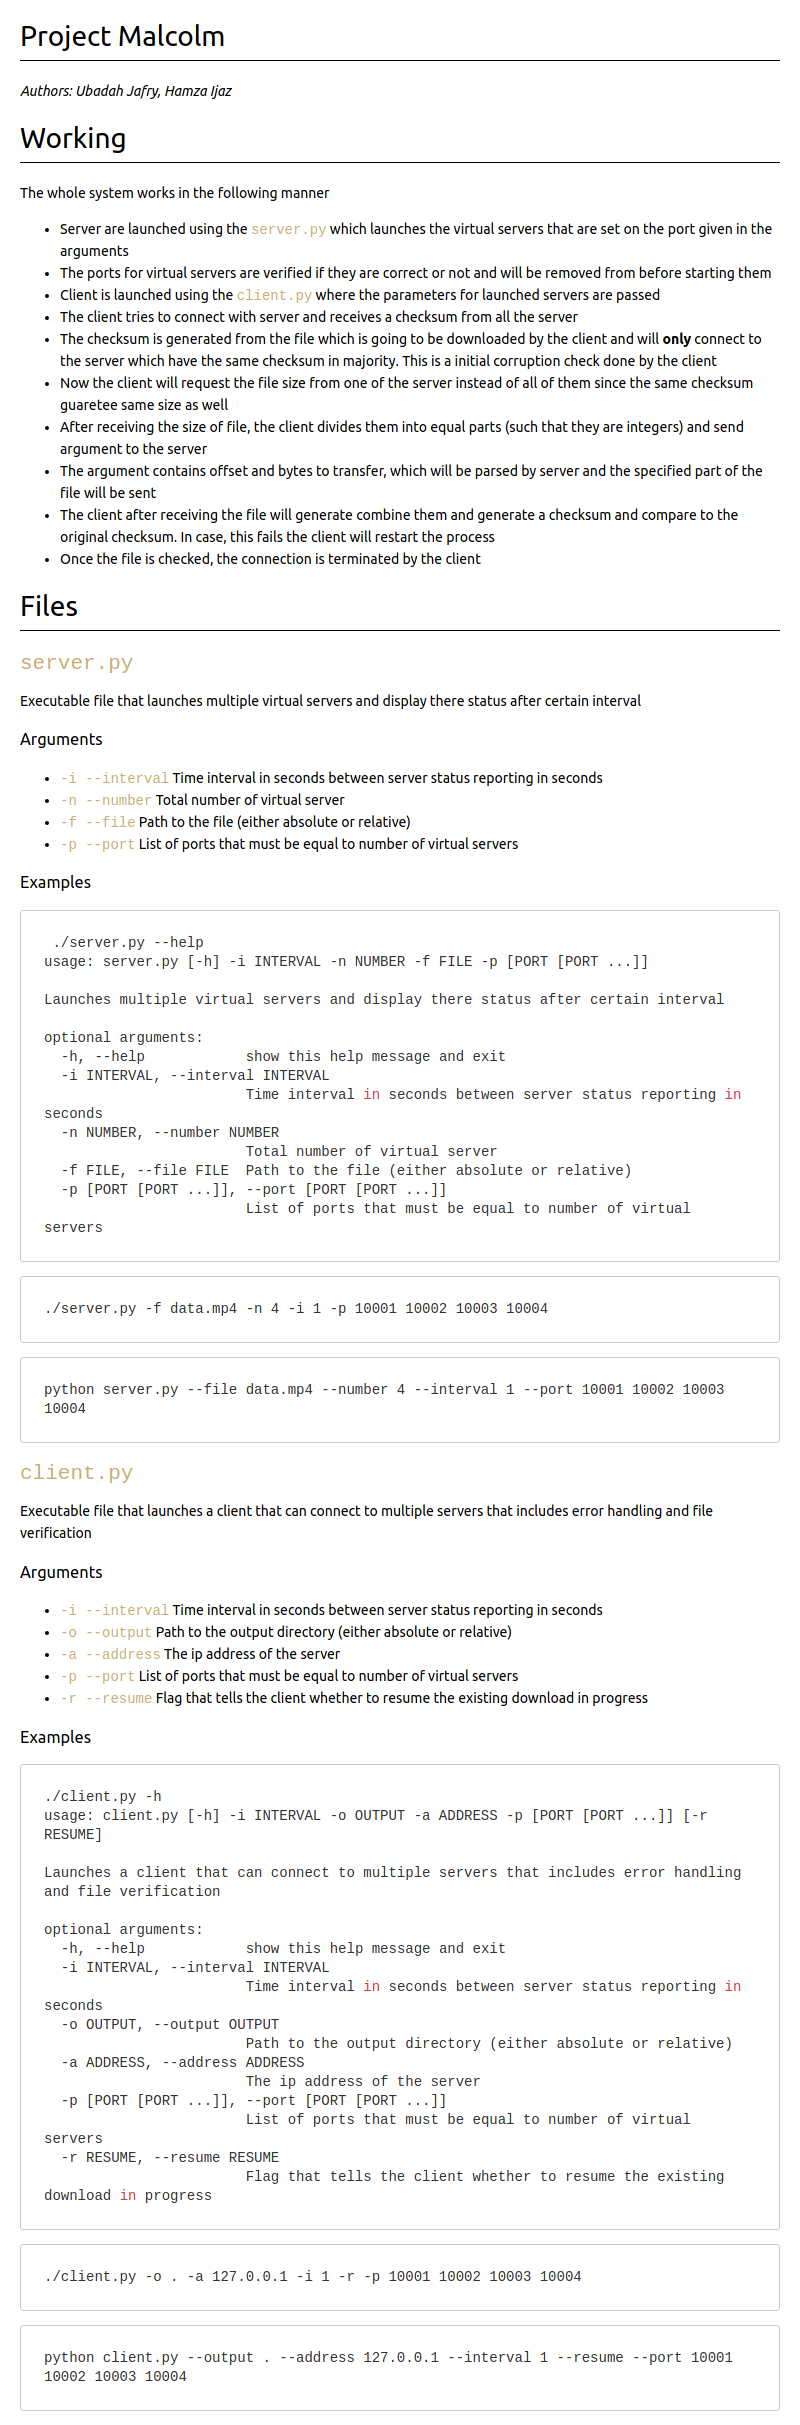 Project Malcolm
Authors: Ubadah Jafry, Hamza Ijaz
Working
The whole system works in the following manner
• Server are launched using the server.py which launches the virtual servers that are set on the port given in the
arguments
• The ports for virtual servers are verified if they are correct or not and will be removed from before starting them
• Client is launched using the client.py where the parameters for launched servers are passed
• The client tries to connect with server and receives a checksum from all the server
• The checksum is generated from the file which is going to be downloaded by the client and will only connect to
the server which have the same checksum in majority. This is a initial corruption check done by the client
• Now the client will request the file size from one of the server instead of all of them since the same checksum
guaretee same size as well
• After receiving the size of file, the client divides them into equal parts (such that they are integers) and send
argument to the server
• The argument contains offset and bytes to transfer, which will be parsed by server and the specified part of the
file will be sent
• The client after receiving the file will generate combine them and generate a checksum and compare to the
original checksum. In case, this fails the client will restart the process
• Once the file is checked, the connection is terminated by the client
Files
server.py
Executable file that launches multiple virtual servers and display there status after certain interval
Arguments
• -i --interval Time interval in seconds between server status reporting in seconds
• -n --number Total number of virtual server
• -f --file Path to the file (either absolute or relative)
• -p --port List of ports that must be equal to number of virtual servers
Examples
./server.py --help
usage: server.py [-h] -i INTERVAL -n NUMBER -f FILE -p [PORT [PORT ...]]
Launches multiple virtual servers and display there status after certain interval
optional arguments:
-h, --help show this help message and exit
-i INTERVAL, --interval INTERVAL
Time interval in seconds between server status reporting in
seconds
-n NUMBER, --number NUMBER
Total number of virtual server
-f FILE, --file FILE Path to the file (either absolute or relative)
-p [PORT [PORT ...]], --port [PORT [PORT ...]]
List of ports that must be equal to number of virtual
servers
./server.py -f data.mp4 -n 4 -i 1 -p 10001 10002 10003 10004
python server.py --file data.mp4 --number 4 --interval 1 --port 10001 10002 10003
10004
client.py
Executable file that launches a client that can connect to multiple servers that includes error handling and file
verification
Arguments
• -i --interval Time interval in seconds between server status reporting in seconds
• -o --output Path to the output directory (either absolute or relative)
• -a --address The ip address of the server
• -p --port List of ports that must be equal to number of virtual servers
• -r --resume Flag that tells the client whether to resume the existing download in progress
Examples
./client.py -h
usage: client.py [-h] -i INTERVAL -o OUTPUT -a ADDRESS -p [PORT [PORT ...]] [-r
RESUME]
Launches a client that can connect to multiple servers that includes error handling
and file verification
optional arguments:
-h, --help show this help message and exit
-i INTERVAL, --interval INTERVAL
Time interval in seconds between server status reporting in
seconds
-o OUTPUT, --output OUTPUT
Path to the output directory (either absolute or relative)
-a ADDRESS, --address ADDRESS
The ip address of the server
-p [PORT [PORT ...]], --port [PORT [PORT ...]]
List of ports that must be equal to number of virtual
servers
-r RESUME, --resume RESUME
Flag that tells the client whether to resume the existing
download in progress
./client.py -o . -a 127.0.0.1 -i 1 -r -p 10001 10002 10003 10004
python client.py --output . --address 127.0.0.1 --interval 1 --resume --port 10001
10002 10003 10004